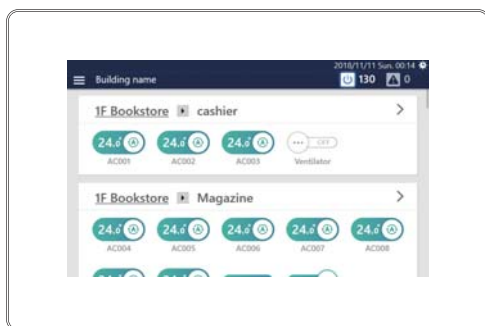 2018/11/11 Sun. 00:14
Building name 130 0
1F Bookstore cashier
24.0° 24.0° 24.0° OFF
AC001 AC002 AC003 Ventilator
1F Bookstore Magazine
24.0° 24.0° 24.0° 24.0° 24.0°
AC004 AC005 AC006 AC007 AC008